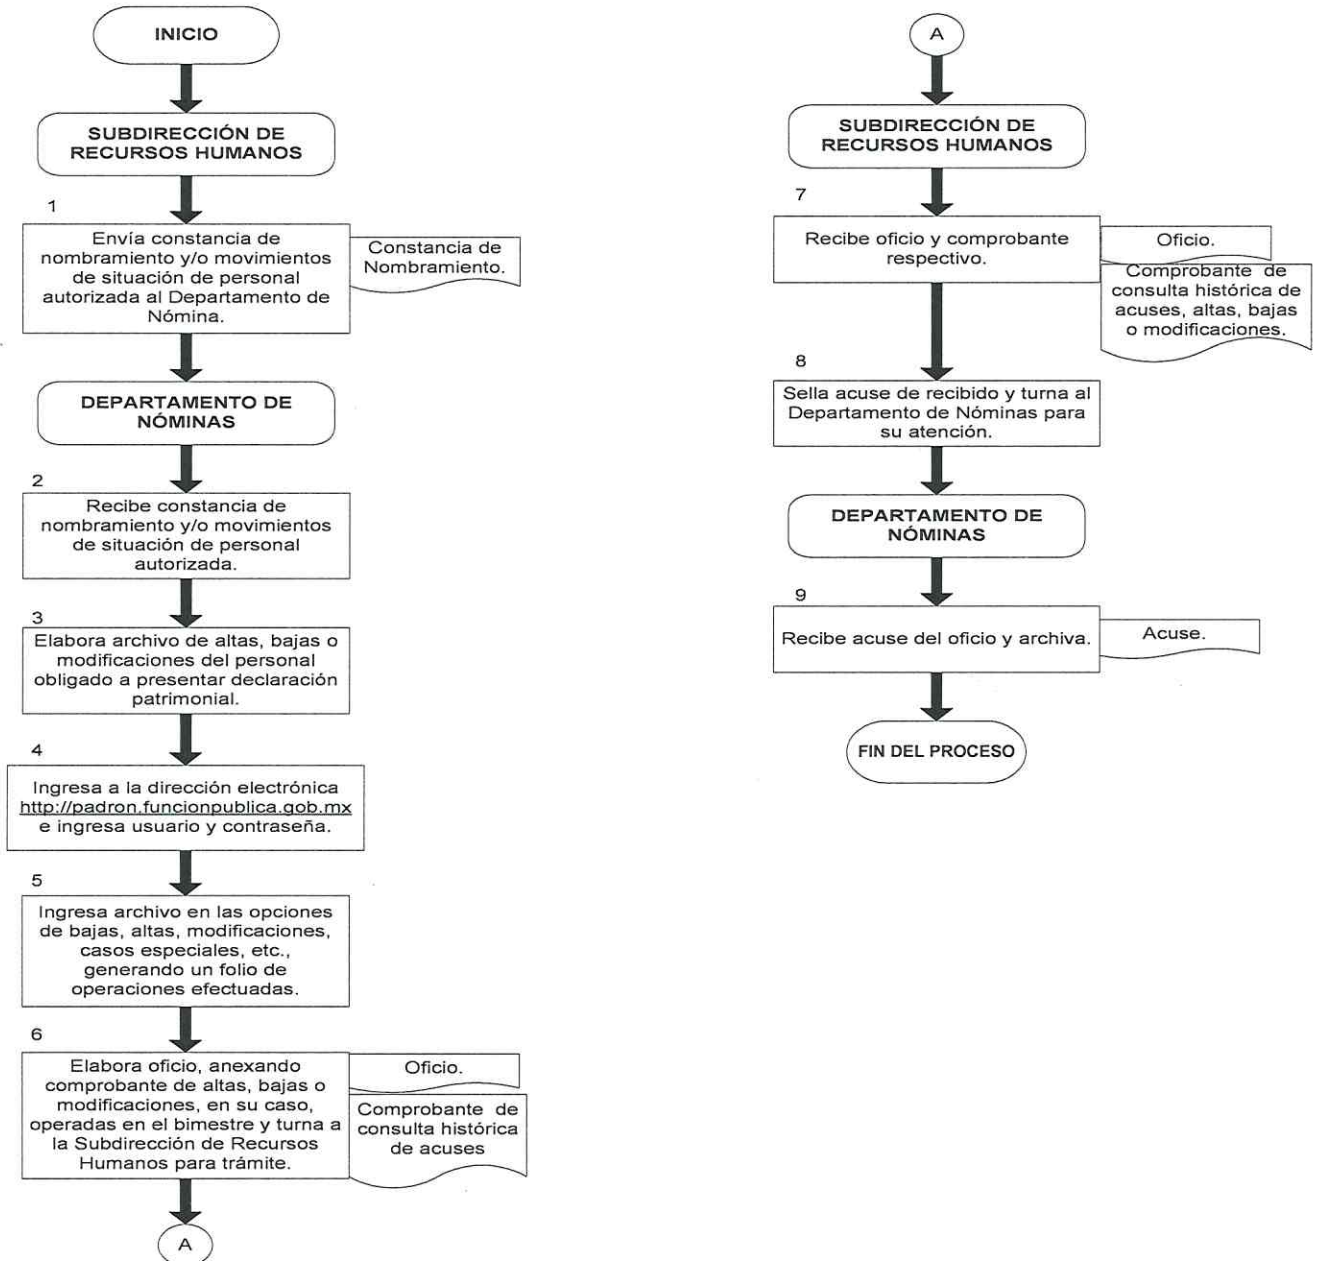 INICIO
SUBDIRECCIÓN DE
RECURSOS HUMANOS
1
Envía constancia de
nombramiento y/o movimientos
de situación de personal
autorizada al Departamento de
Nómina.
Constancia de
Nombramiento.
DEPARTAMENTO DE
NÓMINAS
2
Recibe constancia de
nombramiento y/o movimientos
de situación de personal
autorizada.
3
Elabora archivo de altas, bajas o
modificaciones del personal
obligado a presentar declaración
patrimonial.
4
Ingresa a la dirección electrónica
http://padron.funcionpublica.gob.mx
e ingresa usuario y contraseña.
5
Ingresa archivo en las opciones
de bajas, altas, modificaciones,
casos especiales, etc.,
generando un folio de
operaciones efectuadas.
6
Elabora oficio, anexando
comprobante de altas, bajas o
modificaciones, en su caso,
operadas en el bimestre y turna a
la Subdirección de Recursos
Humanos para trámite.
Oficio.
Comprobante de
consulta histórica
de acuses
A
A
SUBDIRECCIÓN DE
RECURSOS HUMANOS
7
Recibe oficio y comprobante
respectivo.
Oficio.
Comprobante de
consulta histórica de
acuses, altas, bajas
o modificaciones.
8
Sella acuse de recibido y turna al
Departamento de Nóminas para
su atención.
DEPARTAMENTO DE
NÓMINAS
9
Recibe acuse del oficio y archiva.
Acuse.
FIN DEL PROCESO